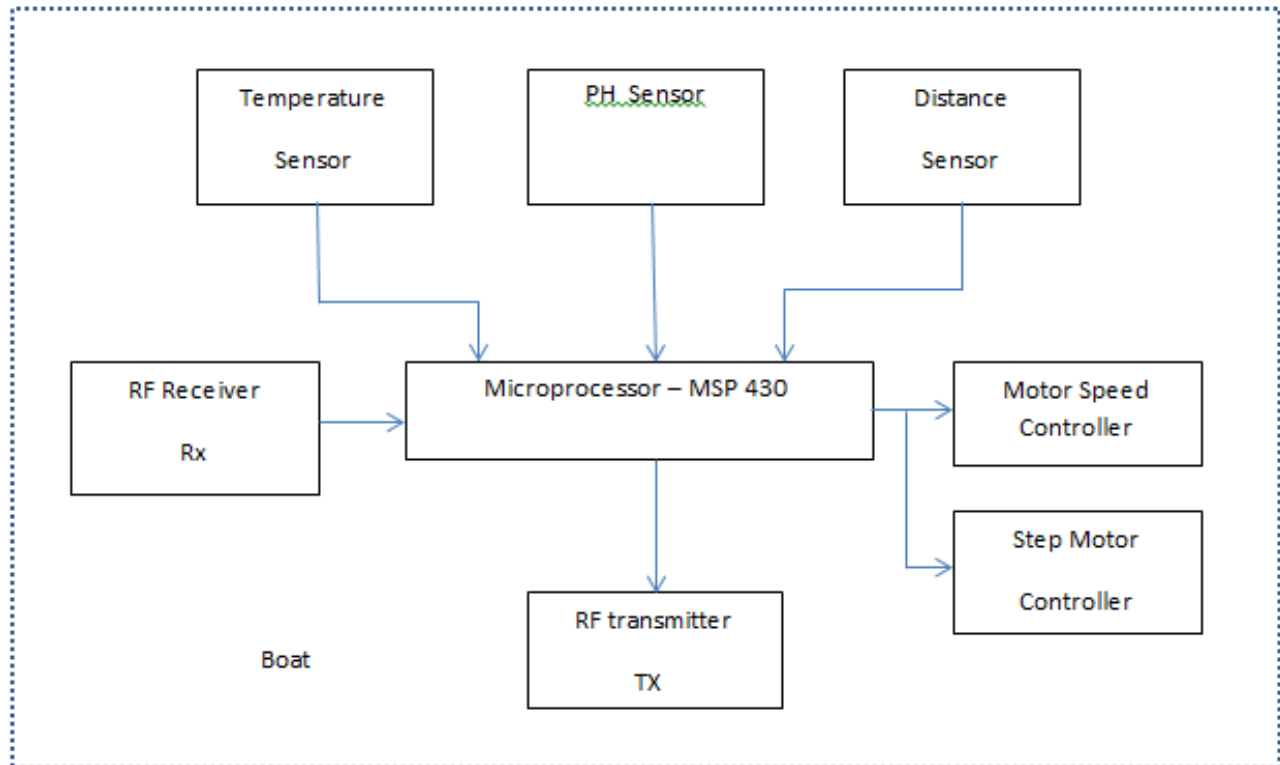 Temperature
Sensor
PH Sensor
Distance
Sensor
RF Receiver
Rx
Microprocessor – MSP 430
Motor Speed
Controller
Step Motor
Controller
RF transmitter
TX
Boat